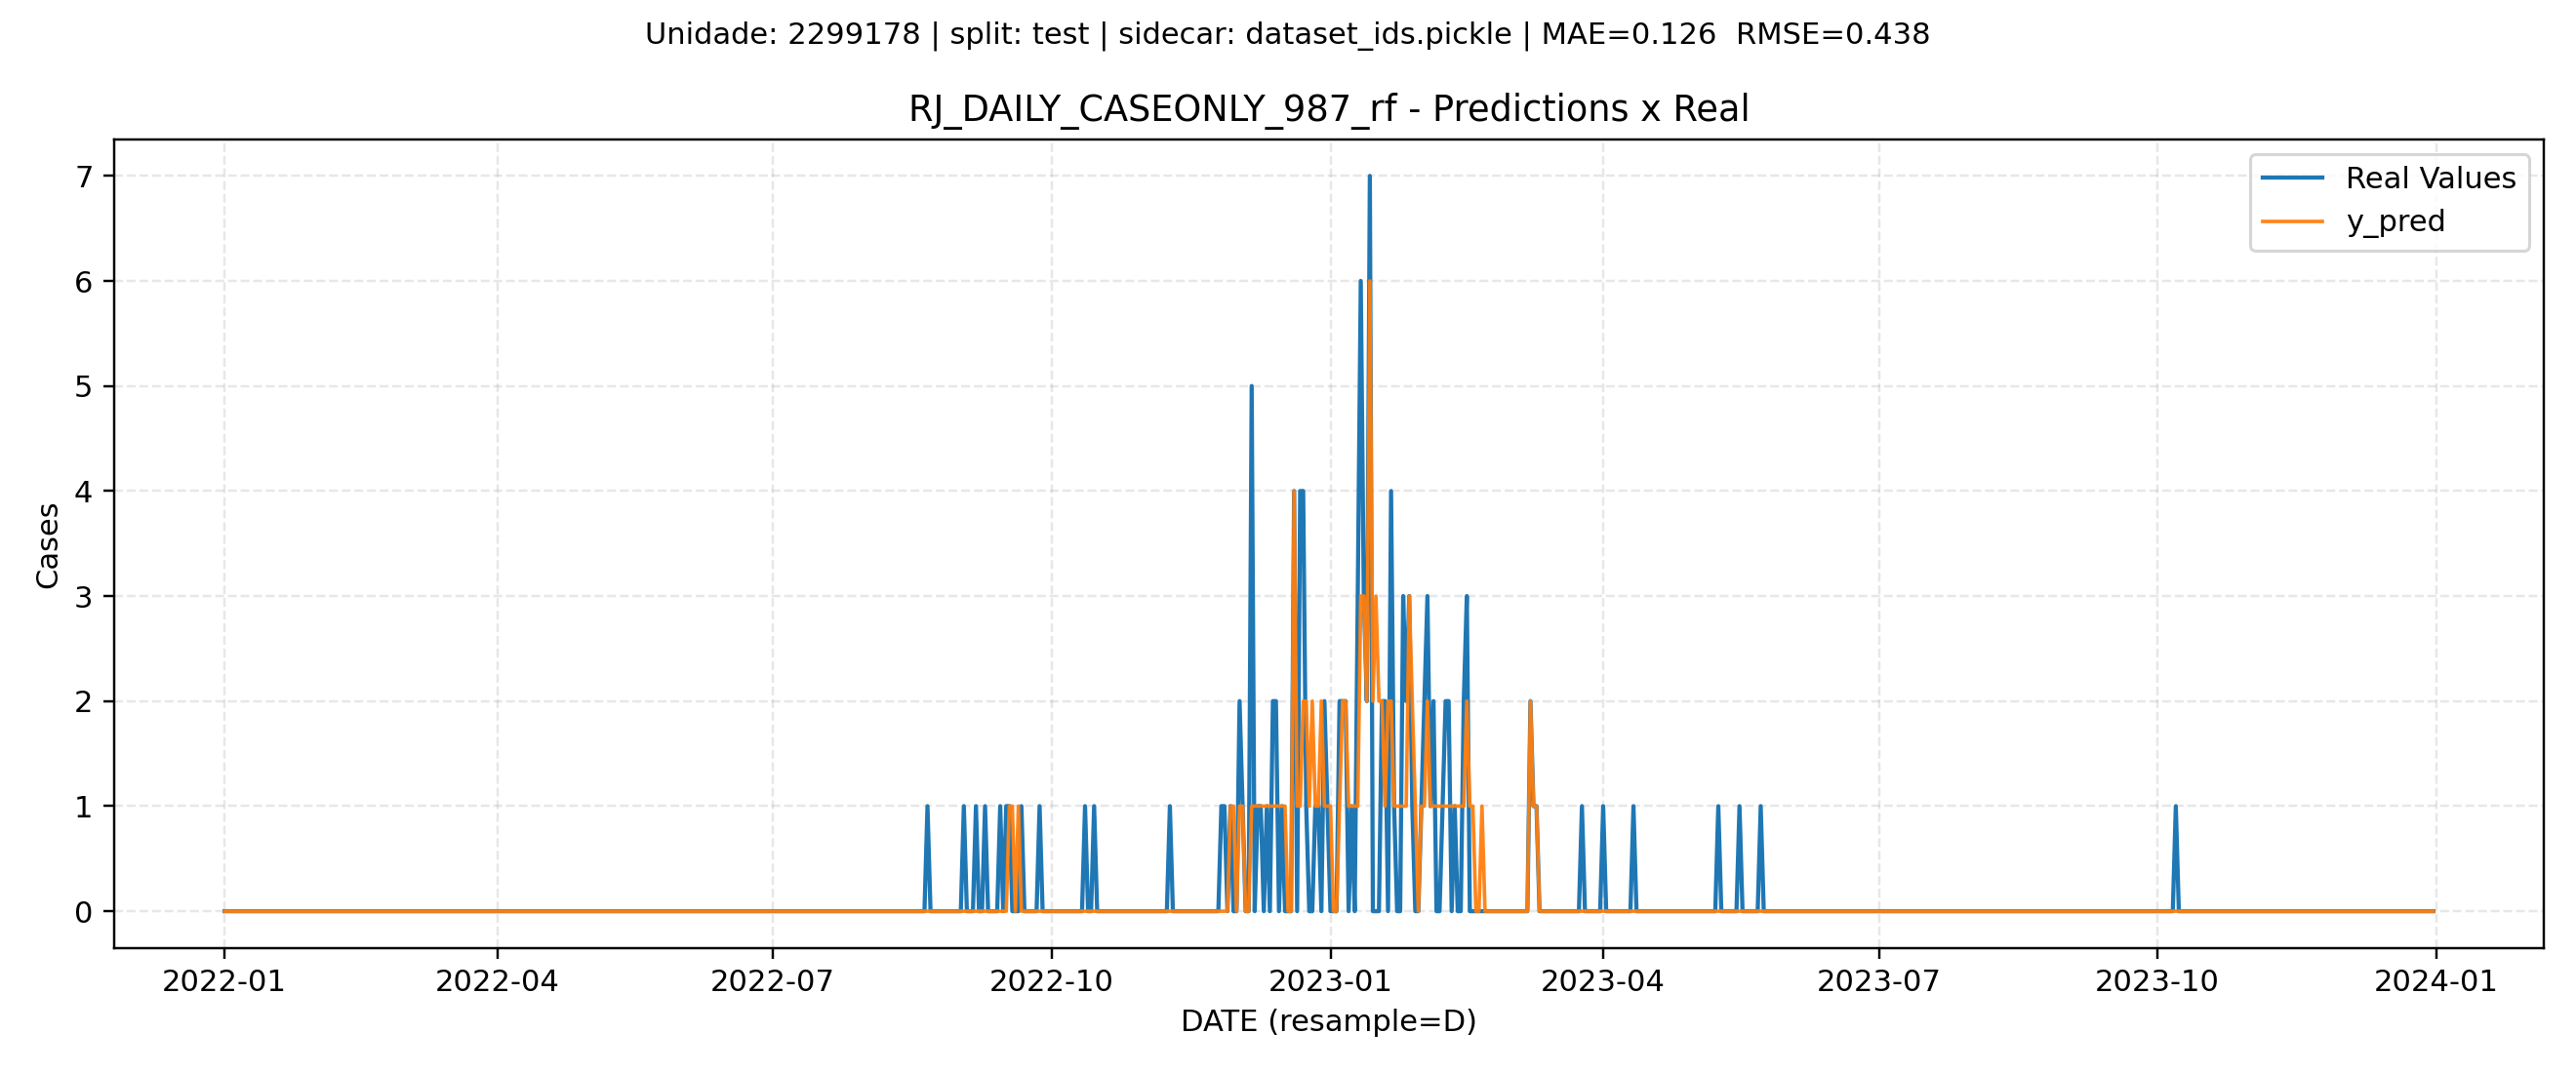 Unidade: 2299178 | split: test | sidecar: dataset_ids.pickle | MAE=0.126  RMSE=0.438
RJ_DAILY_CASEONLY_987_rf - Predictions x Real
Real Values
y_pred
7
6
5
4
3
2
1
0
Cases
2022-01
2022-04
2022-07
2022-10
2023-01
2023-04
2023-07
2023-10
2024-01
DATE (resample=D)